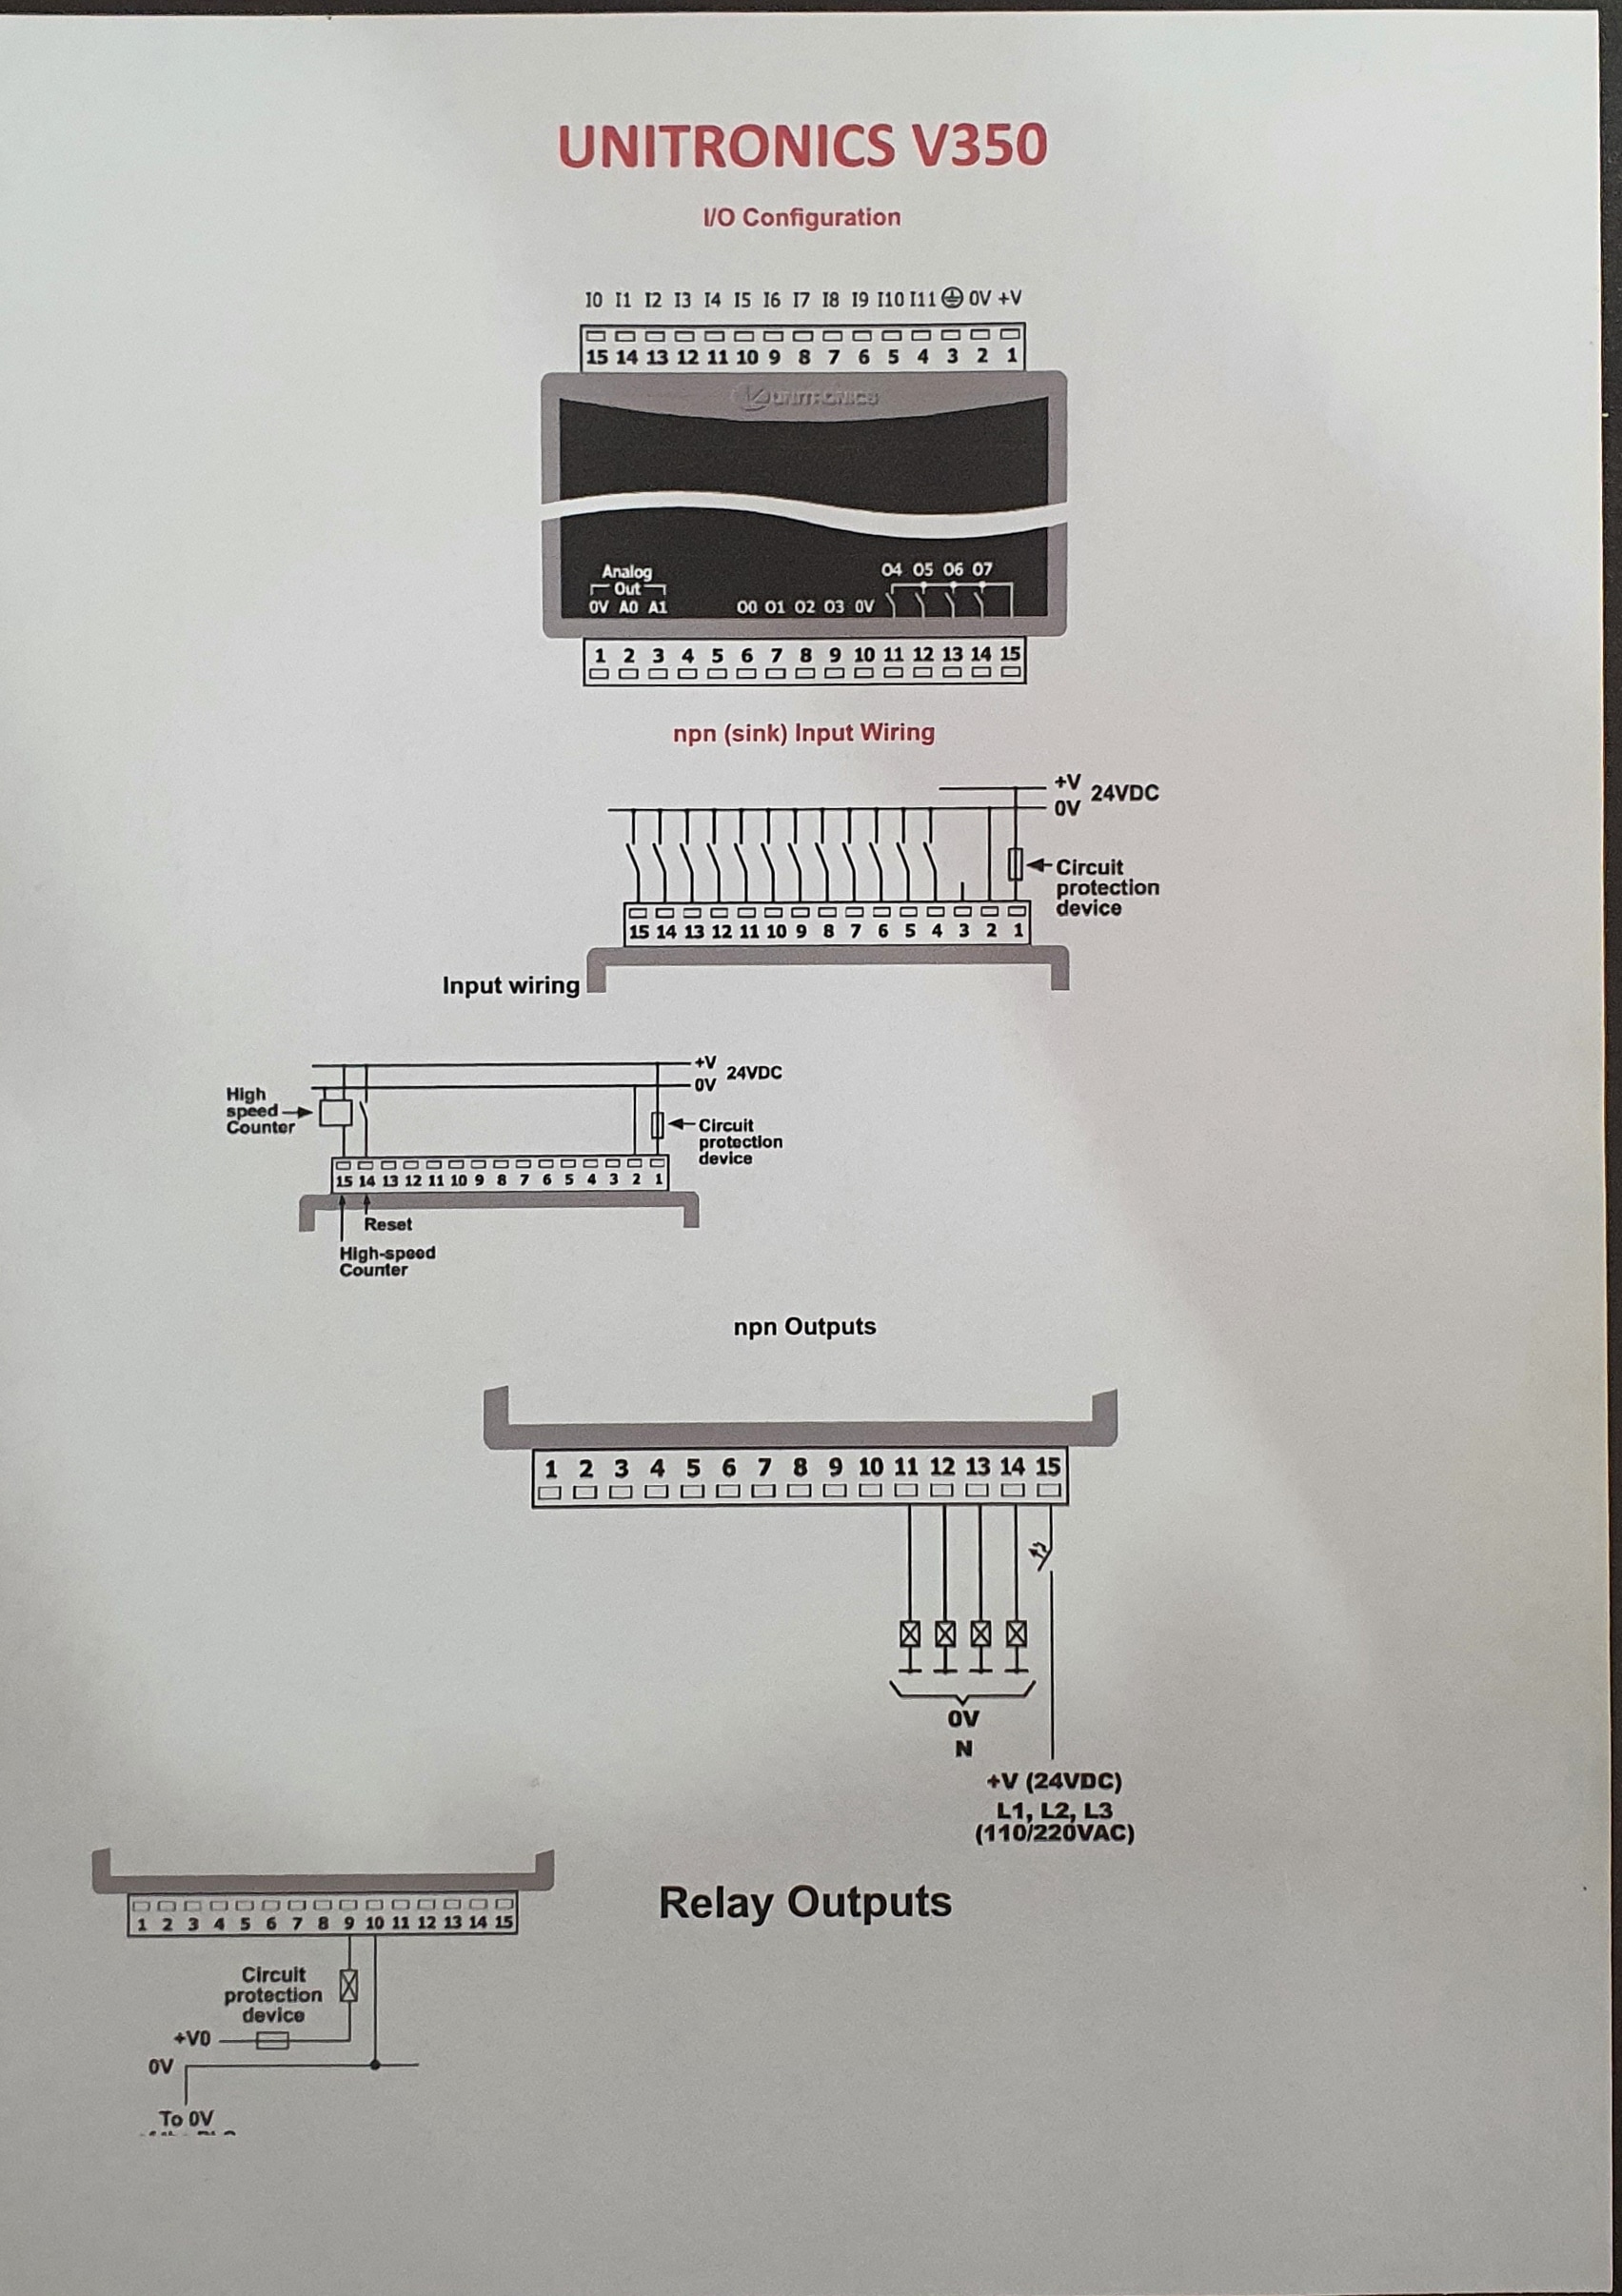 UNITRONICS V350
I/O Configuration
I0 I1 I2 I3 I4 I5 I6 I7 I8 I9 I10 I11 0V +V
15 14 13 12 11 10 9 8 7 6 5 4 3 2 1
UNITRONICS
Analog
Out
0V A0 A1
O0 O1 O2 O3 0V
O4 O5 O6 O7
1 2 3 4 5 6 7 8 9 10 11 12 13 14 15
npn (sink) Input Wiring
+V
0V
24VDC
Circuit
protection
device
15 14 13 12 11 10 9 8 7 6 5 4 3 2 1
Input wiring
+V
0V
24VDC
High
speed
Counter
Circuit
protection
device
15 14 13 12 11 10 9 8 7 6 5 4 3 2 1
Reset
High-speed
Counter
npn Outputs
1 2 3 4 5 6 7 8 9 10 11 12 13 14 15
0V
N
+V (24VDC)
L1, L2, L3
(110/220VAC)
Relay Outputs
1 2 3 4 5 6 7 8 9 10 11 12 13 14 15
Circuit
protection
device
+V0
0V
To 0V